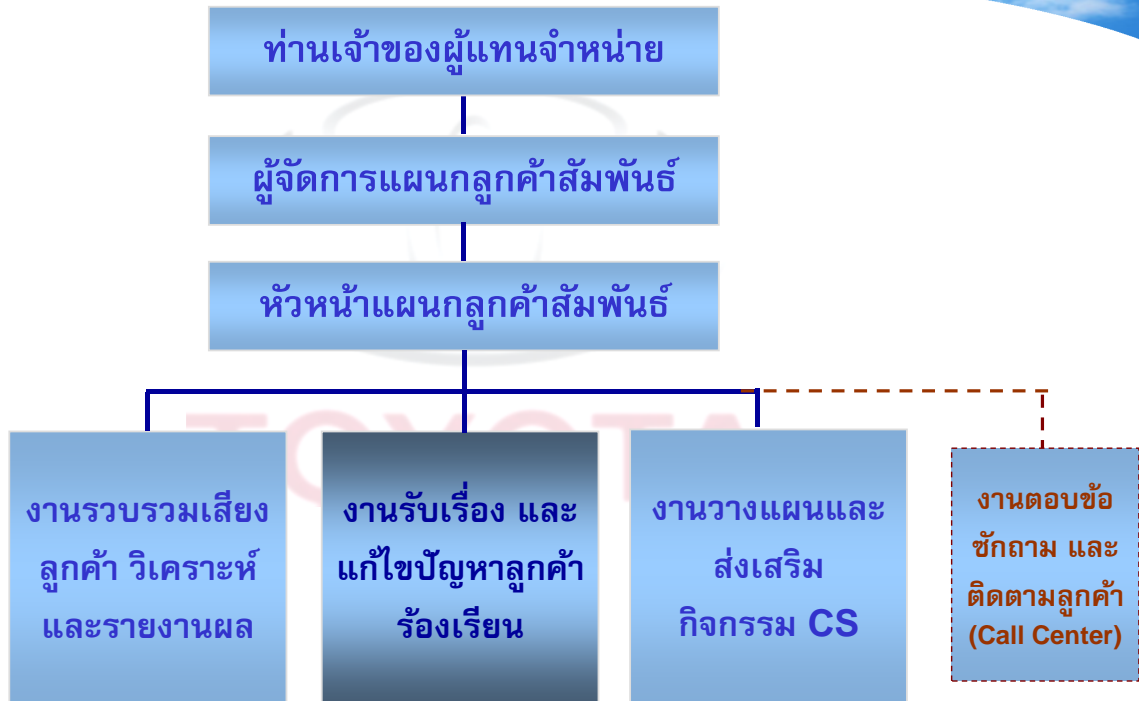 ท่านเจ้าของผู้แทนจำหน่าย
ผู้จัดการแผนกลูกค้าสัมพันธ์
หัวหน้าแผนกลูกค้าสัมพันธ์
TOYOTA
งานรวบรวมเสียง
ลูกค้า วิเคราะห์
และรายงานผล
งานรับเรื่อง และ
แก้ไขปัญหาลูกค้า
ร้องเรียน
งานวางแผนและ
ส่งเสริม
กิจกรรม CS
งานตอบข้อ
ซักถาม และ
ติดตามลูกค้า
(Call Center)